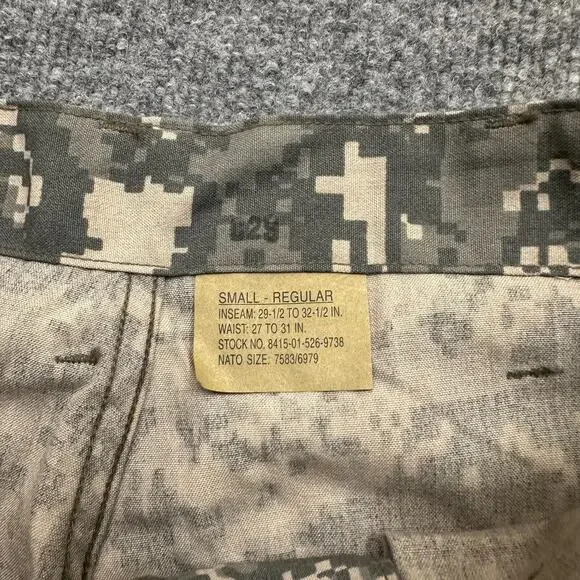 629
SMALL - REGULAR
INSEAM: 29-1/2 TO 32-1/2 IN.
WAIST: 27 TO 31 IN.
STOCK NO. 8415-01-526-9738
NATO SIZE: 7583/6979